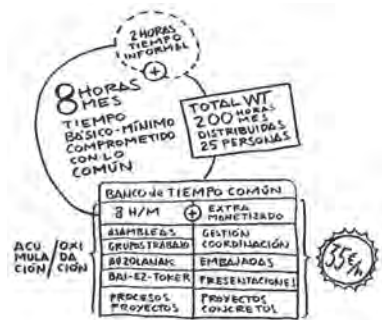 2 HORAS
TIEMPO
INFORMAL
+
8 HORAS
MES
TIEMPO
BÁSICO-MÍNIMO
COMPROMETIDO
CON LO
COMÚN
TOTAL WT
200 HORAS
MES
DISTRIBUIDAS
25 PERSONAS
BANCO de TIEMPO COMÚN
8 H/M + EXTRA
MONETIZADO
ASAMBLEAS GESTIÓN
GRUPOS TRABAJO COORDINACIÓN
AUZOLANAK EMBAJADAS
BAI-EZ-TOKER PRESENTACIONES
PROCESOS PROYECTOS
PROYECTOS CONCRETOS
ACU/OXI
MULA DA
CIÓN/CIÓN
35€/h